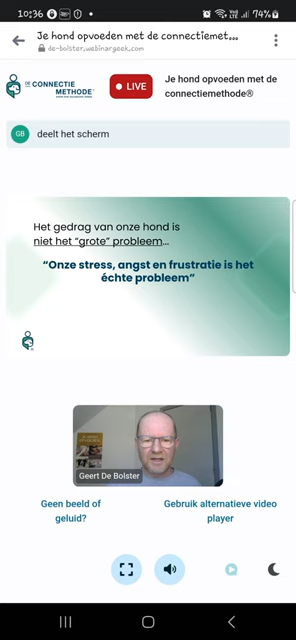 10:36
74%
Je hond opvoeden met de connectiemet...
de-bolster.webinargeek.com
DE CONNECTIE
METHODE
LIVE
Je hond opvoeden met de
connectiemethode®
GB deelt het scherm
Het gedrag van onze hond is
niet het “grote” probleem...
“Onze stress, angst en frustratie is het
échte probleem”
Geert De Bolster
Geen beeld of
geluid?
Gebruik alternatieve video
player